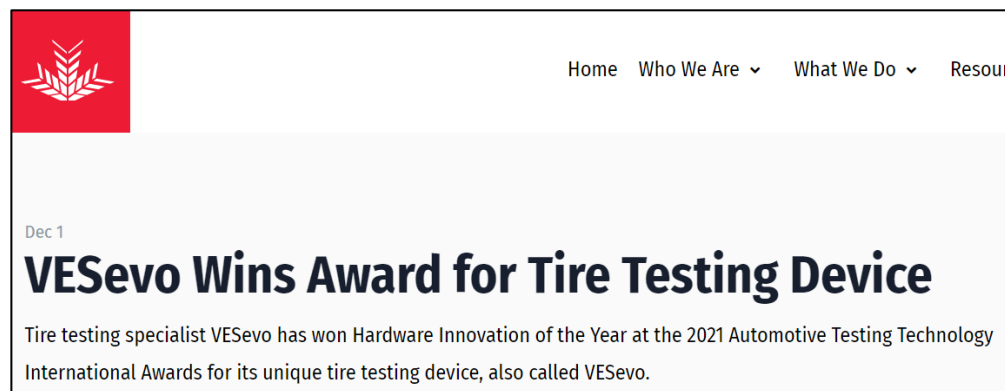 Home Who We Are What We Do
Dec 1
VESevo Wins Award for Tire Testing Device
Tire testing specialist VESevo has won Hardware Innovation of the Year at the 2021 Automotive Testing Technology
International Awards for its unique tire testing device, also called VESevo.